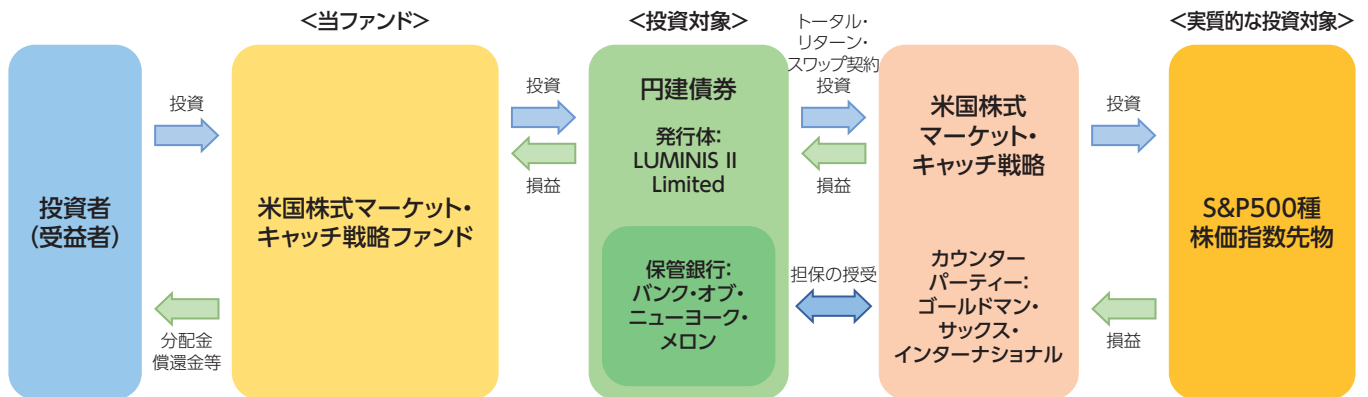 <当ファンド>
<投資対象>
<実質的な投資対象>
投資者
(受益者)
投資
分配金
償還金等
米国株式マーケット・
キャッチ戦略ファンド
投資
損益
円建債券
発行体:
LUMINIS II
Limited
保管銀行:
バンク・オブ・
ニューヨーク・
メロン
トータル・
リターン・
スワップ契約
投資
損益
担保の授受
米国株式
マーケット・
キャッチ戦略
カウンター
パーティー:
ゴールドマン・
サックス・
インターナショナル
投資
損益
S&P500種
株価指数先物